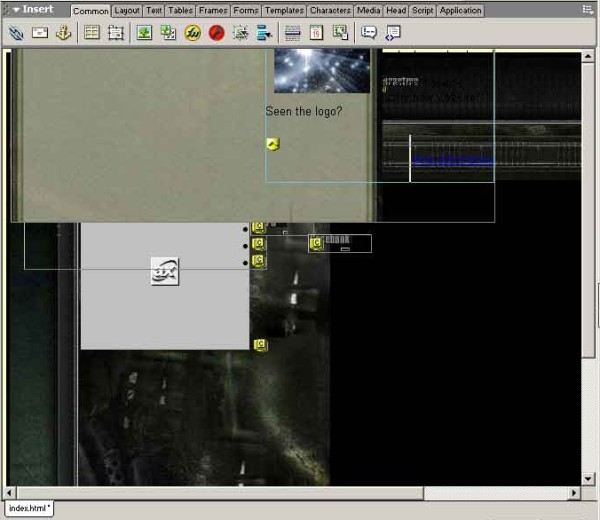 Insert
Common Layout Text Tables Frames Forms Templates Characters Media Head Script Application
Seen the logo?
index.html*